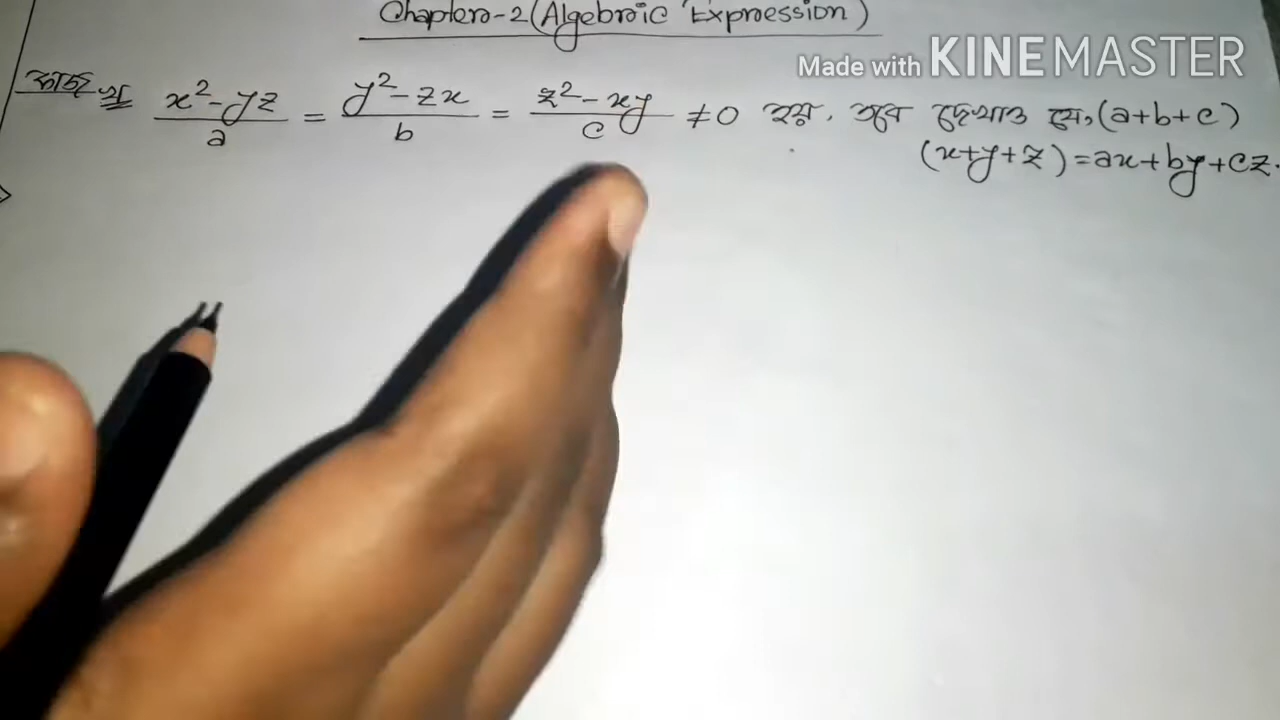 Chapter-2 (Algebraic Expression)
Made with KINEMASTER
কাজঃ x²-yz/a = y²-zx/b = z²-xy/c ≠0 হয়, তবে দেখাও যে, (a+b+c)
(x+y+z)=ax+by+cz.